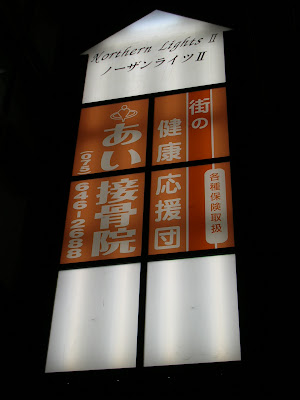 Northern Lights II
ノーザンライツII
街の
健康
応援団
各種保険取扱
あい
接骨院
(075)
646-2688